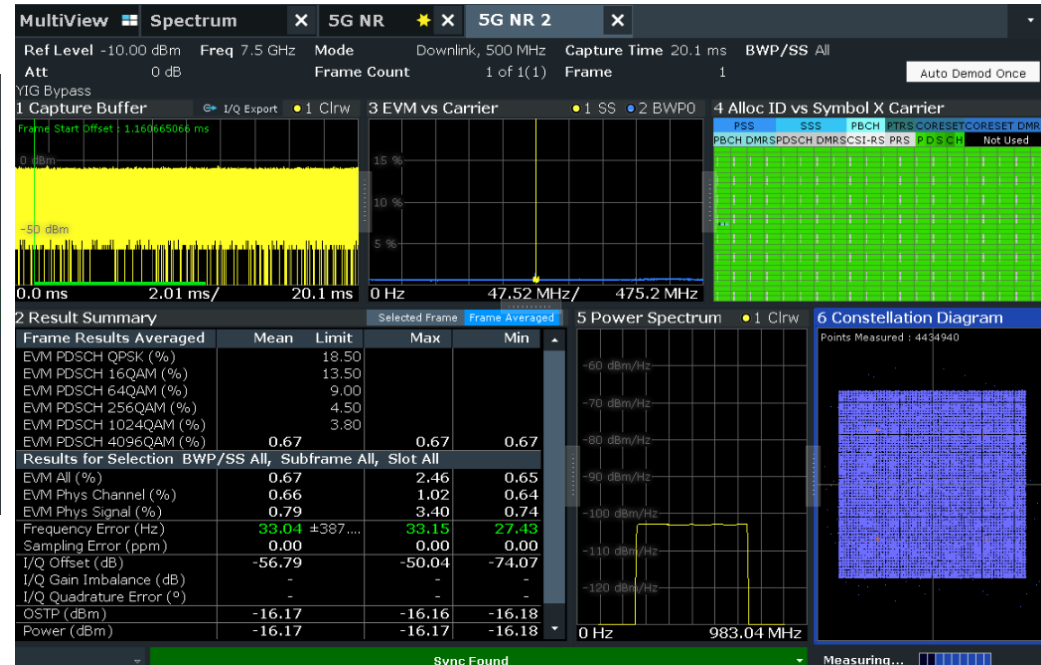 MultiView Spectrum X 5G NR X 5G NR 2 X
Ref Level -10.00 dBm Freq 7.5 GHz Mode Downlink, 500 MHz Capture Time 20.1 ms BWP/SS All
Att 0 dB Frame Count 1 of 1(1) Frame 1 Auto Demod Once
YIG Bypass
1 Capture Buffer I/Q Export 1 Clrw
Frame Start Offset : 1.160665066 ms
0 dBm
-50 dBm
0.0 ms 2.01 ms/ 20.1 ms
3 EVM vs Carrier 1 SS 2 BWP0
15 %
10 %
5 %
0 Hz 47.52 MHz/ 475.2 MHz
4 Alloc ID vs Symbol X Carrier
PSS SSS PBCH PTRS CORESET CORESET DMR
PBCH DMRS PDSCH DMRS CSI-RS PRS PDSCH Not Used
2 Result Summary Selected Frame Frame Averaged
Frame Results Averaged Mean Limit Max Min
EVM PDSCH QPSK (%) 18.50
EVM PDSCH 16QAM (%) 13.50
EVM PDSCH 64QAM (%) 9.00
EVM PDSCH 256QAM (%) 4.50
EVM PDSCH 1024QAM (%) 3.80
EVM PDSCH 4096QAM (%) 0.67 0.67 0.67
Results for Selection BWP/SS All, Subframe All, Slot All
EVM All (%) 0.67 2.46 0.65
EVM Phys Channel (%) 0.66 1.02 0.64
EVM Phys Signal (%) 0.79 3.40 0.74
Frequency Error (Hz) 33.04 ±387.... 33.15 27.43
Sampling Error (ppm) 0.00 0.00 0.00
I/Q Offset (dB) -56.79 -50.04 -74.07
I/Q Gain Imbalance (dB) - - -
I/Q Quadrature Error (°) - - -
OSTP (dBm) -16.17 -16.16 -16.18
Power (dBm) -16.17 -16.17 -16.18
5 Power Spectrum 1 Clrw
-60 dBm/Hz
-70 dBm/Hz
-80 dBm/Hz
-90 dBm/Hz
-100 dBm/Hz
-110 dBm/Hz
-120 dBm/Hz
0 Hz 983.04 MHz
6 Constellation Diagram
Points Measured : 4434940
Sync Found Measuring...